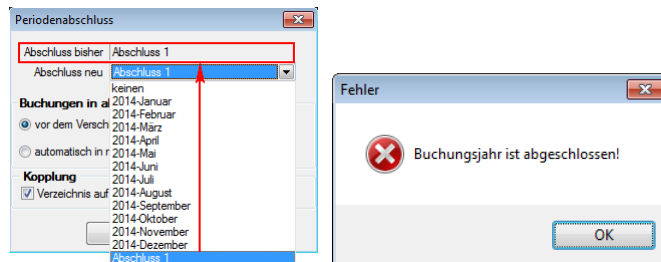 Periodenabschluss
Abschluss bisher Abschluss 1
Abschluss neu Abschluss 1
keinen
Buchungen in al
2014-Januar
2014-Februar
vor dem Versch
2014-März
2014-April
automatisch in r
2014-Mai
2014-Juni
Kopplung
2014-Juli
Verzeichnis auf
2014-August
2014-September
2014-Oktober
2014-November
2014-Dezember
Abschluss 1
Fehler
Buchungsjahr ist abgeschlossen!
OK